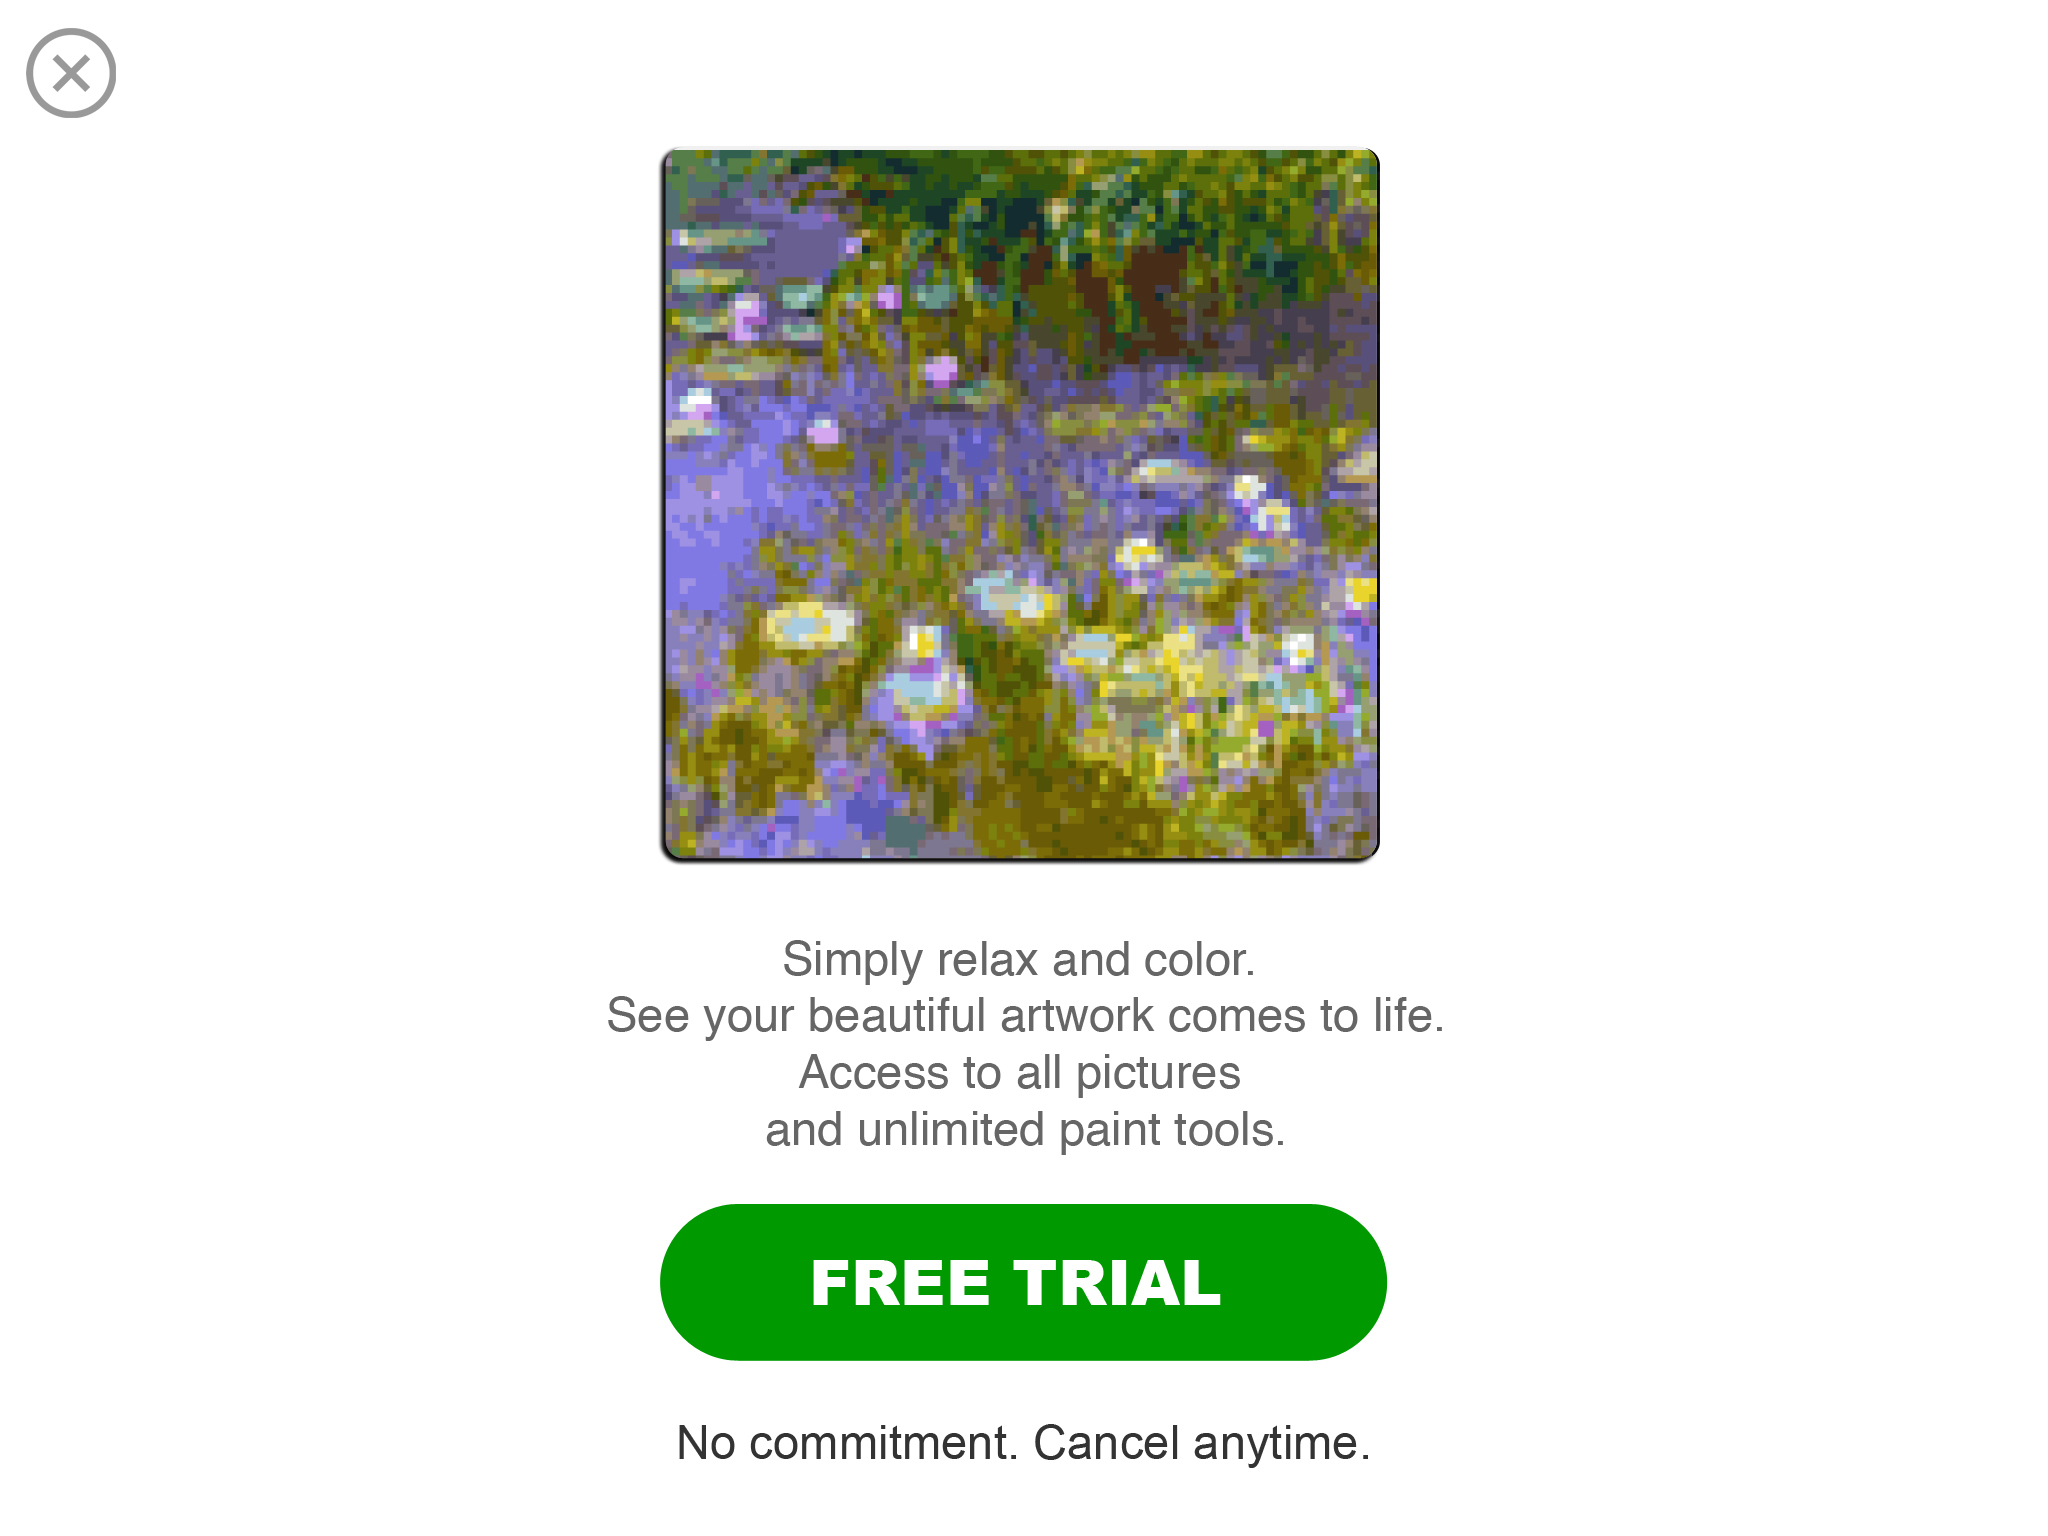 Simply relax and color.
See your beautiful artwork comes to life.
Access to all pictures
and unlimited paint tools.
FREE TRIAL
No commitment. Cancel anytime.